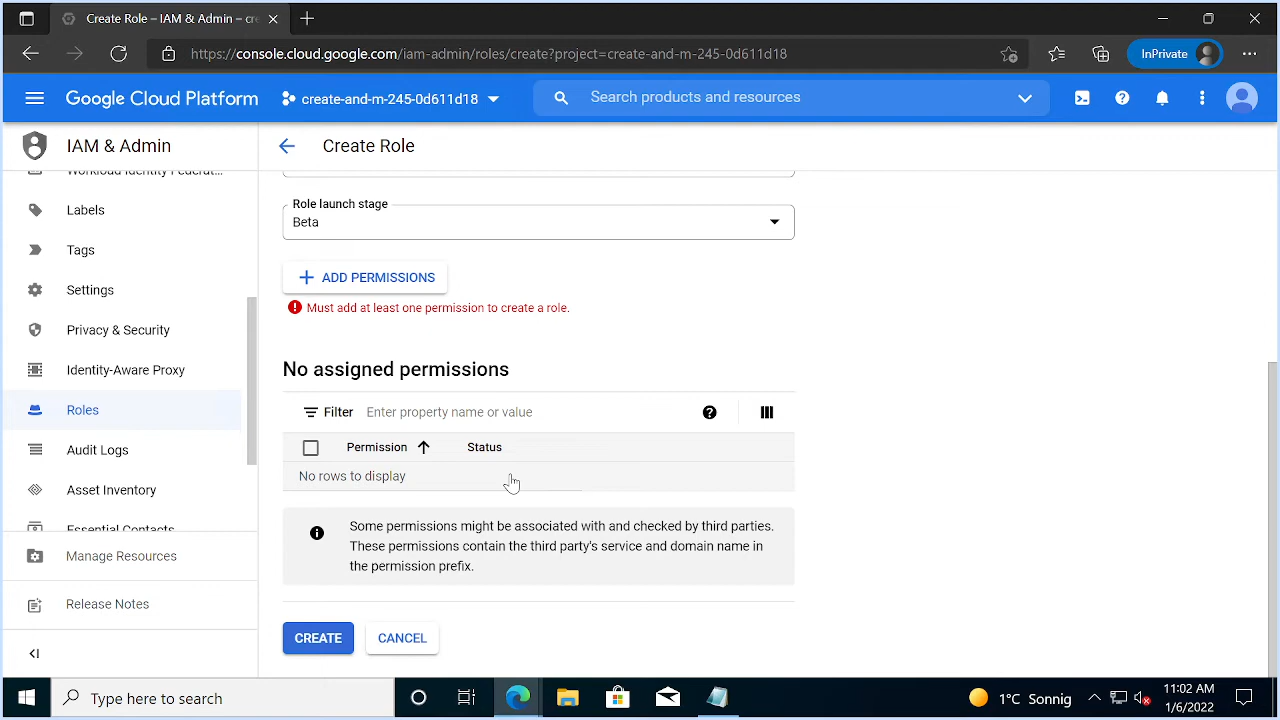 Create Role – IAM & Admin – cre
https://console.cloud.google.com/iam-admin/roles/create?project=create-and-m-245-0d611d18
InPrivate
Google Cloud Platform
create-and-m-245-0d611d18
Search products and resources
IAM & Admin
Create Role
Workload Identity Federat...
Labels
Tags
Settings
Privacy & Security
Identity-Aware Proxy
Roles
Audit Logs
Asset Inventory
Essential Contacts
Manage Resources
Release Notes
Role launch stage
Beta
ADD PERMISSIONS
Must add at least one permission to create a role.
No assigned permissions
Filter Enter property name or value
Permission Status
No rows to display
Some permissions might be associated with and checked by third parties.
These permissions contain the third party's service and domain name in
the permission prefix.
CREATE CANCEL
Type here to search
1°C Sonnig
11:02 AM
1/6/2022